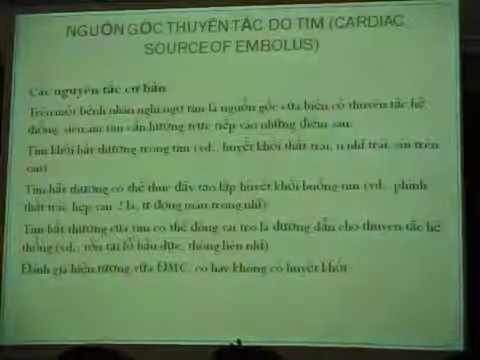 NGUỒN GỐC THUYÊN TẮC DO TIM (CARDIAC
SOURCE OF EMBOLUS)
Các nguyên tắc cơ bản
Trên một bệnh nhân nghi ngờ tim là nguồn gốc của biến cố thuyên tắc hệ
thống, siêu âm tim cần hướng trực tiếp vào những điểm sau:
Tìm khối bất thường trong tim (vd., huyết khối thất trái, u nhĩ trái, sùi trên
van)
Tìm bất thường có thể thúc đẩy tạo lập huyết khối buồng tim (vd., phình
thất trái, hẹp van 2 lá, tự động màu trong nhĩ)
Tìm bất thường của tim có thể đóng vai trò là đường dẫn cho thuyên tắc hệ
thống (vd., tồn tại lỗ bầu dục, thông liên nhĩ)
Đánh giá hiện tượng vữa ĐMC, có hay không có huyết khối